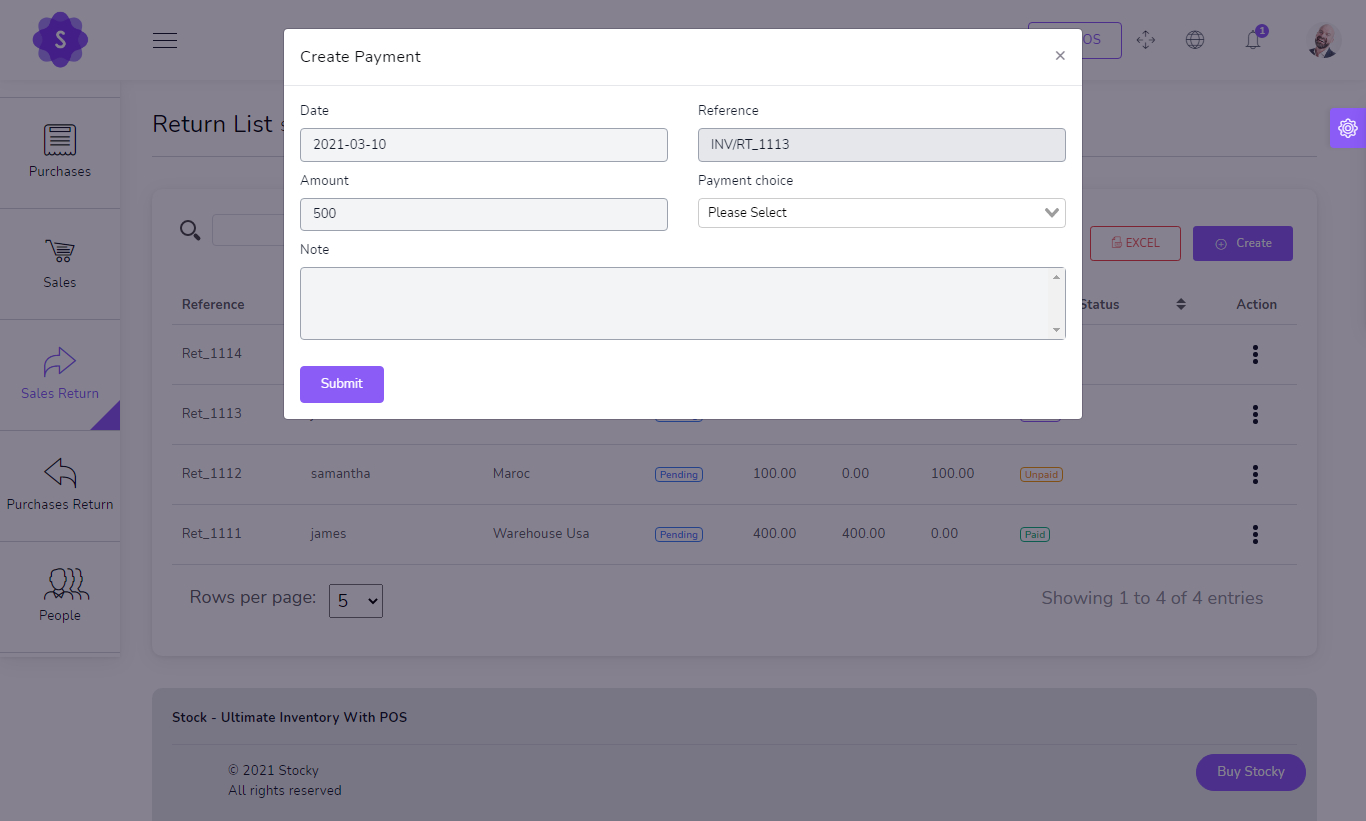 S
OS
1
Create Payment
×
Date
Reference
2021-03-10
INV/RT_1113
Amount
Payment choice
500
Please Select
Note
Submit
Purchases
Sales
Sales Return
Purchases Return
People
Return List
EXCEL
Create
Reference
Status
Action
Ret_1114
Ret_1113
Ret_1112 samantha Maroc Pending 100.00 0.00 100.00 Unpaid
Ret_1111 james Warehouse Usa Pending 400.00 400.00 0.00 Paid
Rows per page: 5
Showing 1 to 4 of 4 entries
Stock - Ultimate Inventory With POS
© 2021 Stocky
All rights reserved
Buy Stocky